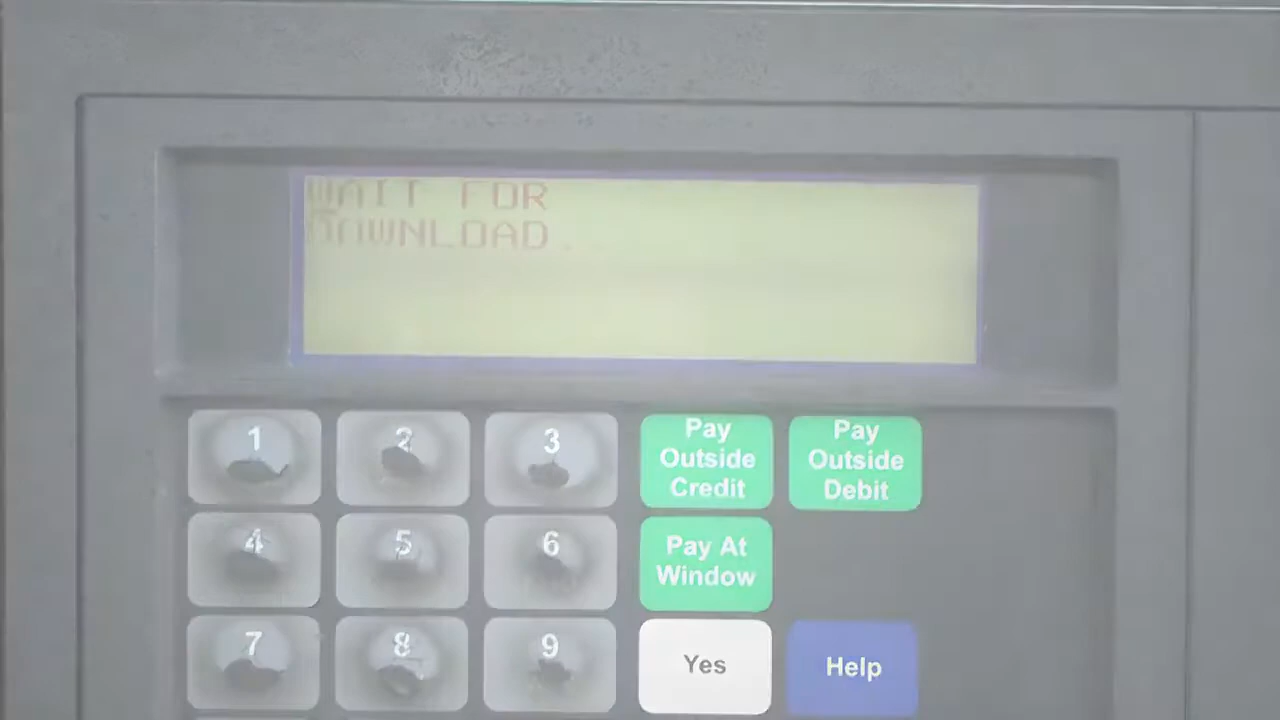 WAIT FOR
DOWNLOAD.
1
2
3
Pay
Outside
Credit
Pay
Outside
Debit
4
5
6
Pay At
Window
7
8
9
Yes
Help